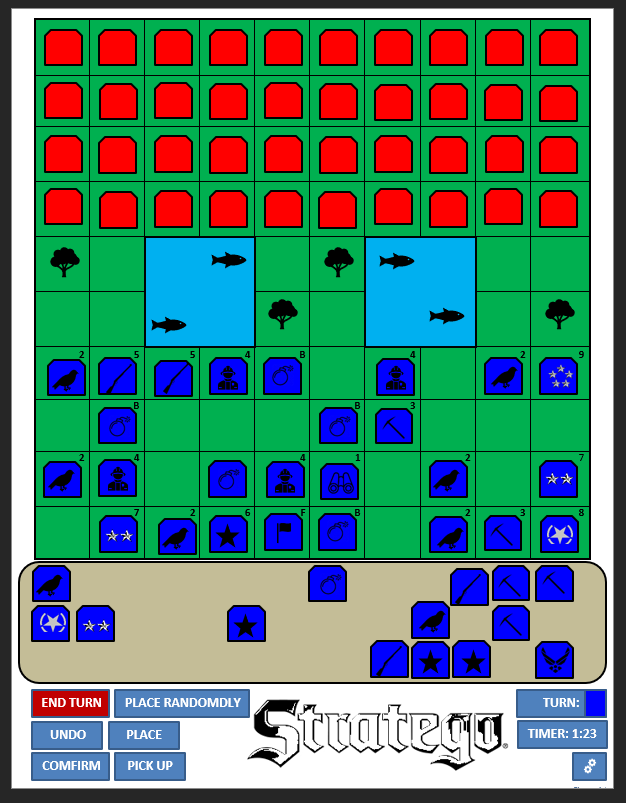 2 5 5 4 B 4 2 9
B B 3
2 4 4 1 2 7
7 2 6 F B 2 3 8
END TURN PLACE RANDOMDLY TURN:
UNDO PLACE Stratego® TIMER: 1:23
COMFIRM PICK UP